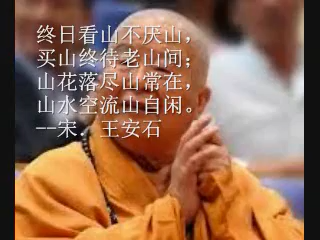 终日看山不厌山，
买山终待老山间；
山花落尽山常在，
山水空流山自闲。
--宋．王安石